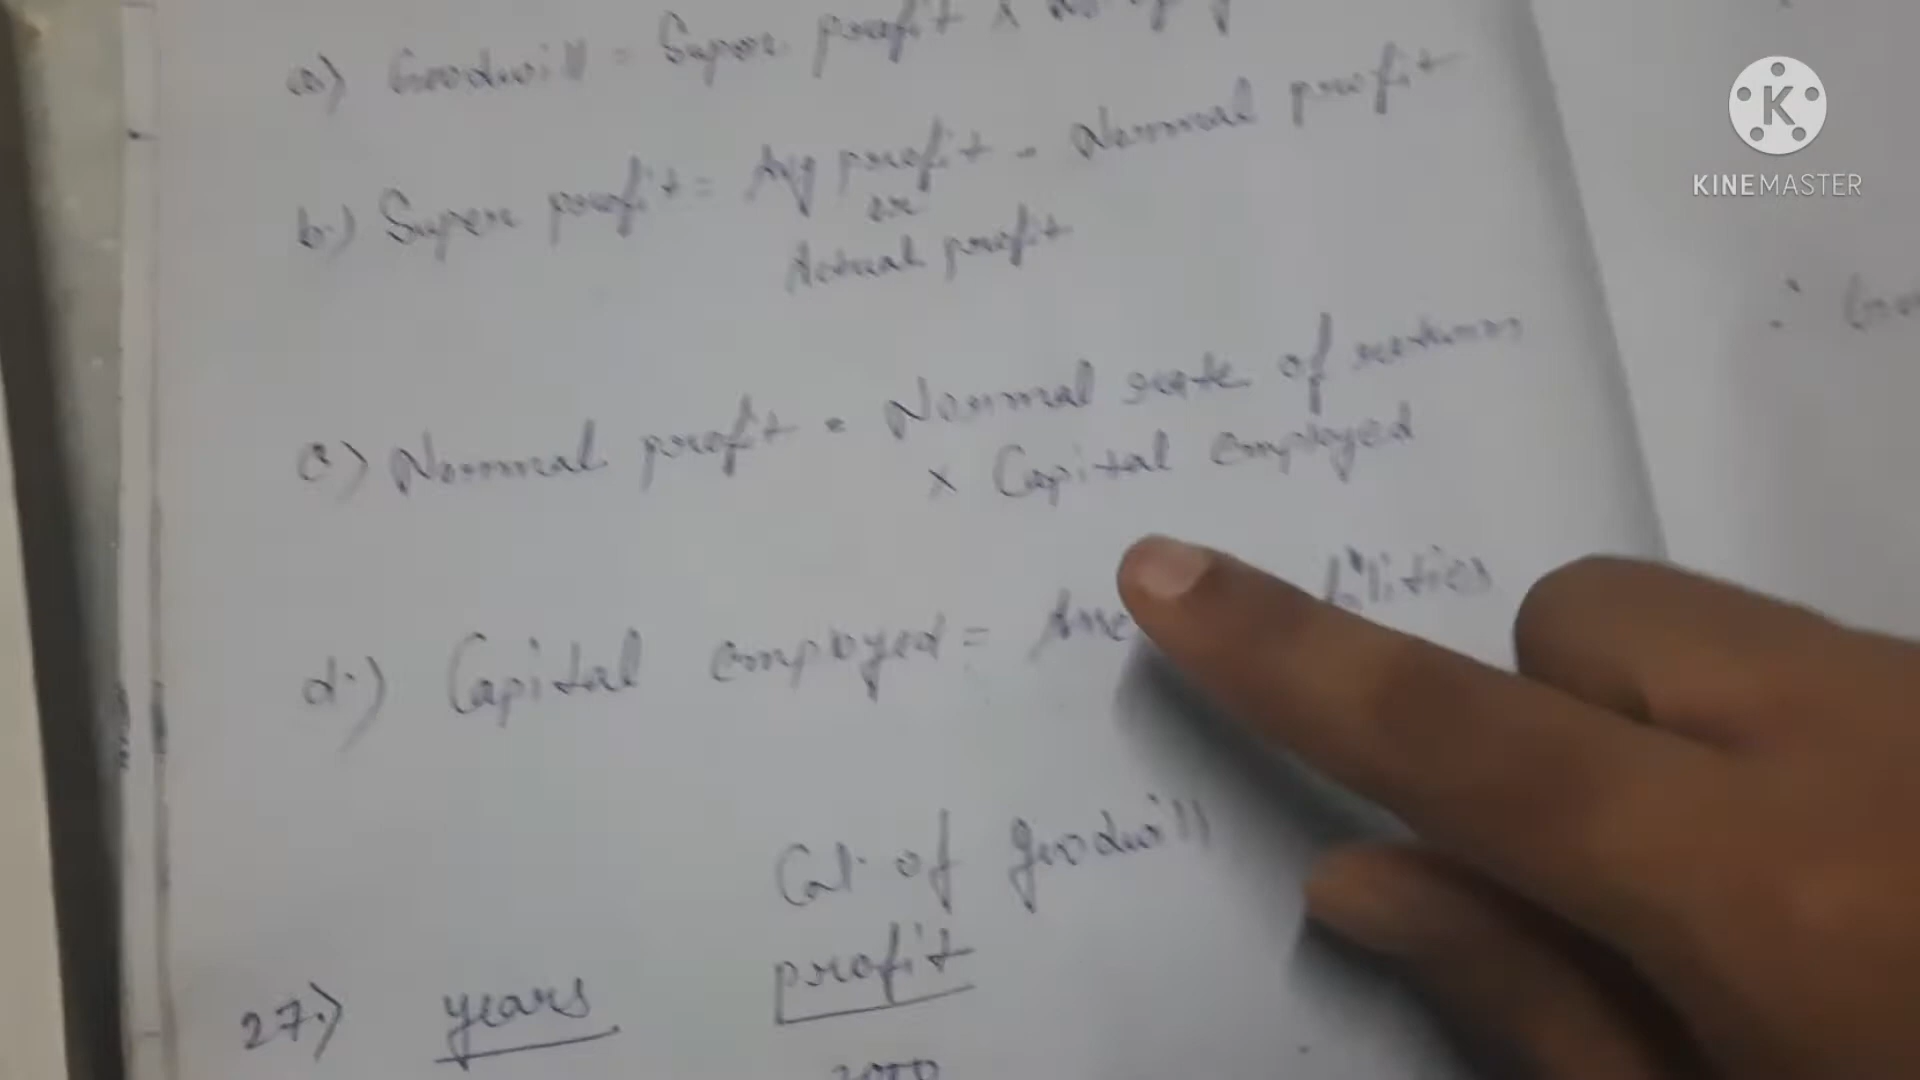 a.) Goodwill = Super profit x
b.) Super profit = Avg profit - Normal profit
or
Actual profit
c.) Normal profit = Normal rate of returns
x Capital employed
d.) Capital employed =
Cal. of goodwill
27.) years profit
KINEMASTER